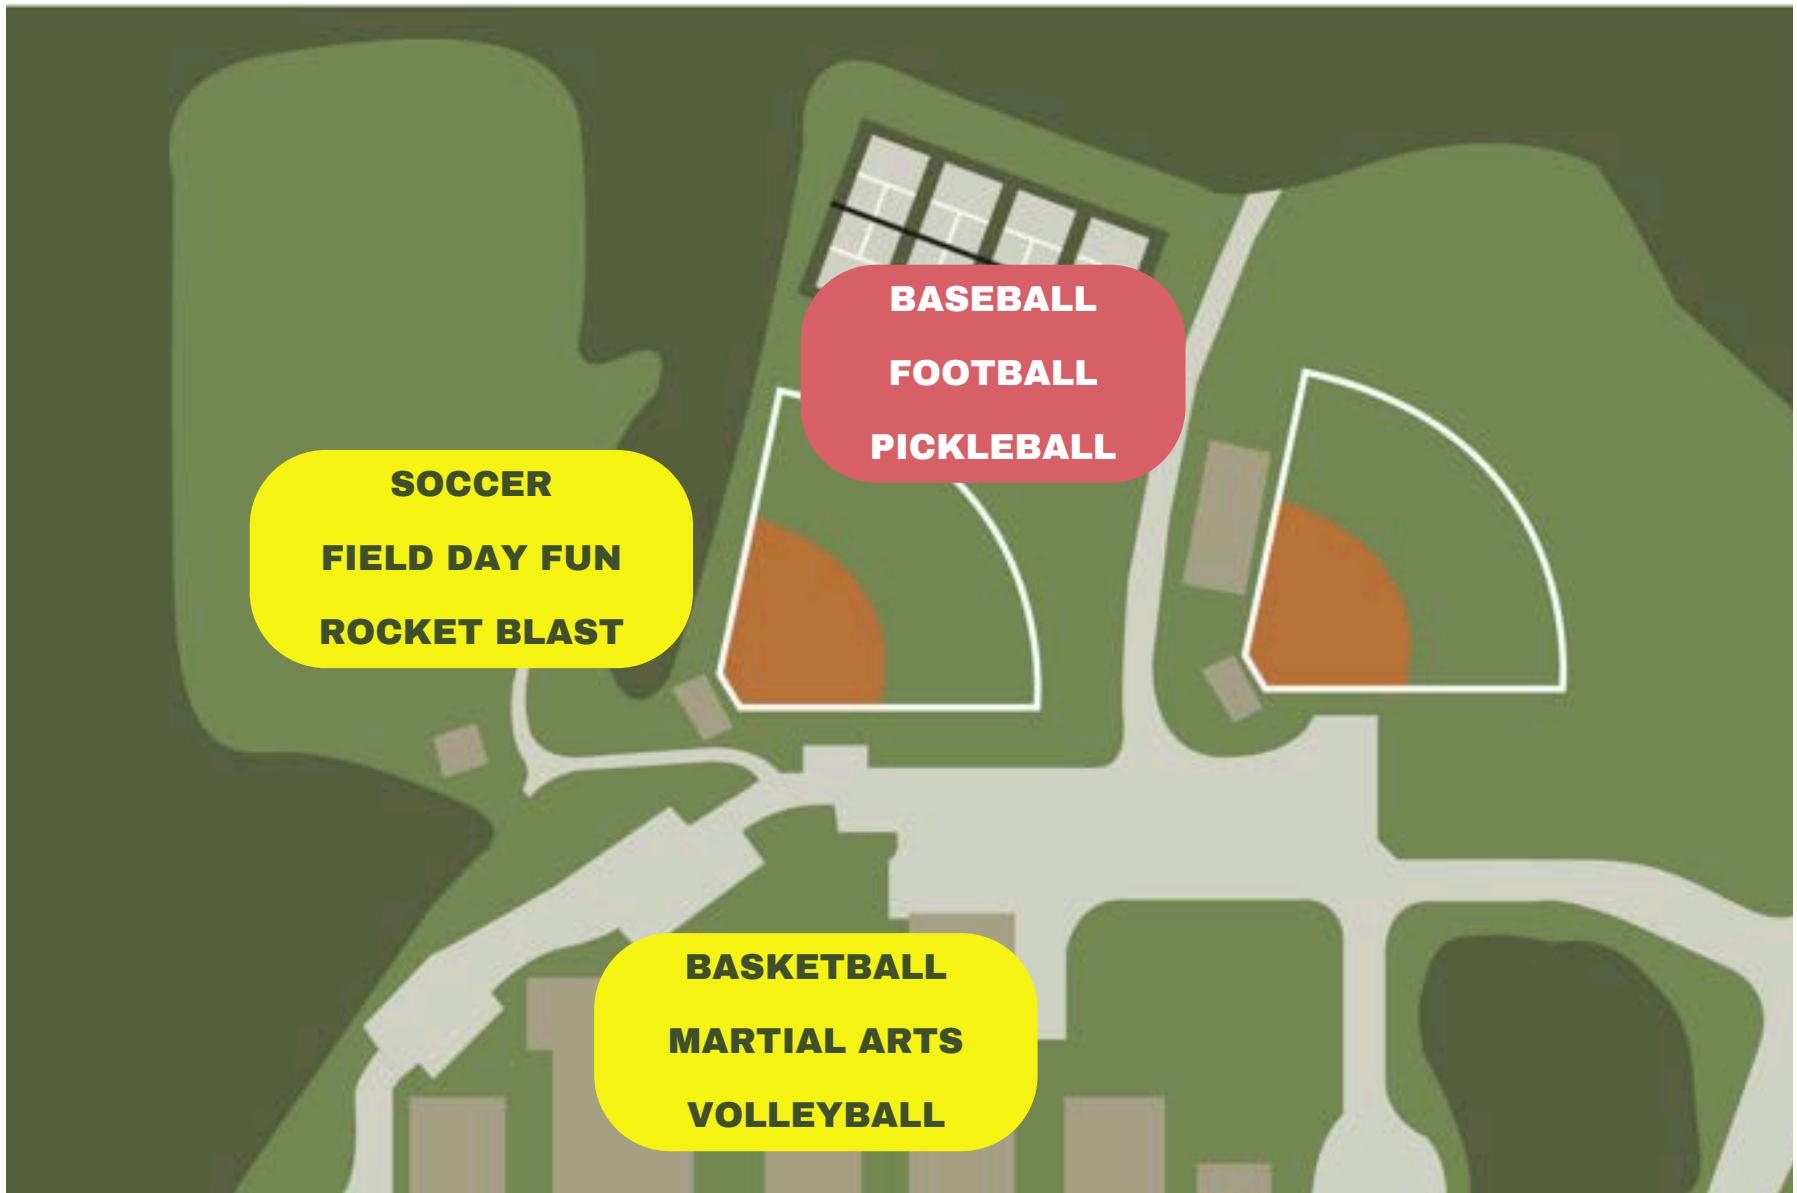 BASEBALL
FOOTBALL
PICKLEBALL
SOCCER
FIELD DAY FUN
ROCKET BLAST
BASKETBALL
MARTIAL ARTS
VOLLEYBALL